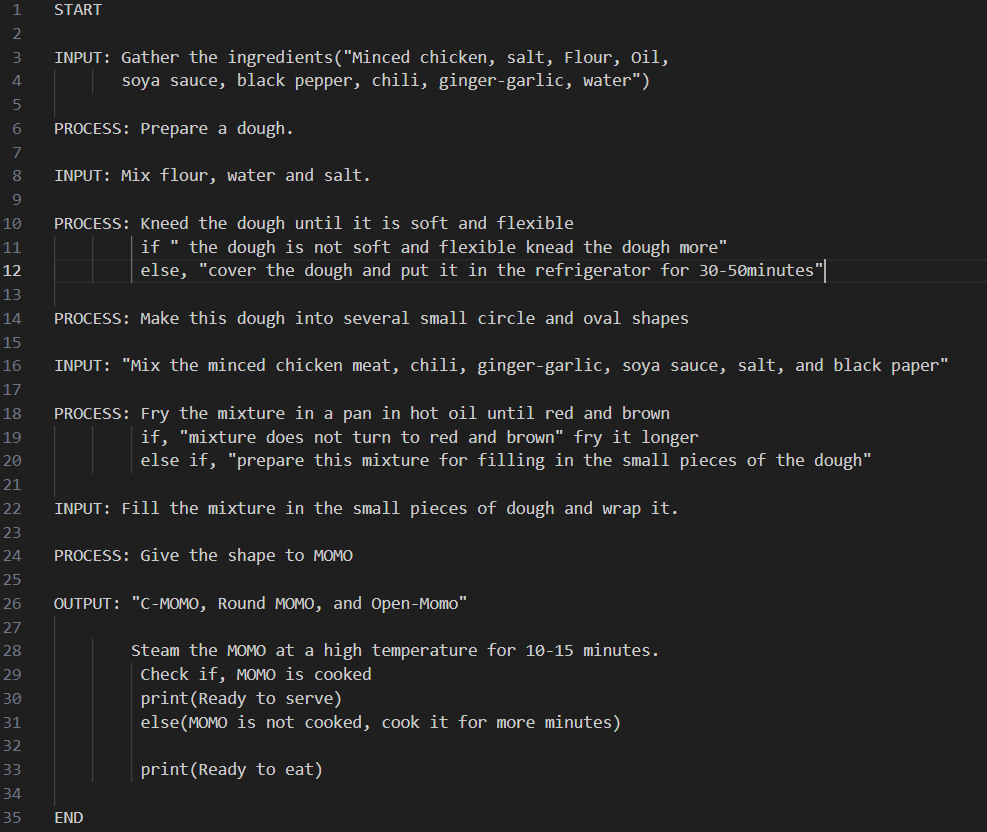 1 START
2
3 INPUT: Gather the ingredients("Minced chicken, salt, Flour, Oil,
4 soya sauce, black pepper, chili, ginger-garlic, water")
5
6 PROCESS: Prepare a dough.
7
8 INPUT: Mix flour, water and salt.
9
10 PROCESS: Kneed the dough until it is soft and flexible
11 if " the dough is not soft and flexible knead the dough more"
12 else, "cover the dough and put it in the refrigerator for 30-50minutes"
13
14 PROCESS: Make this dough into several small circle and oval shapes
15
16 INPUT: "Mix the minced chicken meat, chili, ginger-garlic, soya sauce, salt, and black paper"
17
18 PROCESS: Fry the mixture in a pan in hot oil until red and brown
19 if, "mixture does not turn to red and brown" fry it longer
20 else if, "prepare this mixture for filling in the small pieces of the dough"
21
22 INPUT: Fill the mixture in the small pieces of dough and wrap it.
23
24 PROCESS: Give the shape to MOMO
25
26 OUTPUT: "C-MOMO, Round MOMO, and Open-Momo"
27
28 Steam the MOMO at a high temperature for 10-15 minutes.
29 Check if, MOMO is cooked
30 print(Ready to serve)
31 else(MOMO is not cooked, cook it for more minutes)
32
33 print(Ready to eat)
34
35 END